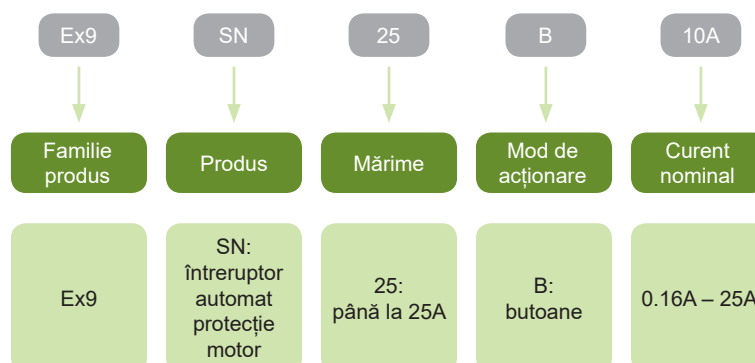 Ex9 SN 25 B 10A
Familie produs
Produs
Mărime
Mod de acționare
Curent nominal
Ex9
SN:
întreruptor
automat
protecție
motor
25:
până la 25A
B:
butoane
0.16A – 25A